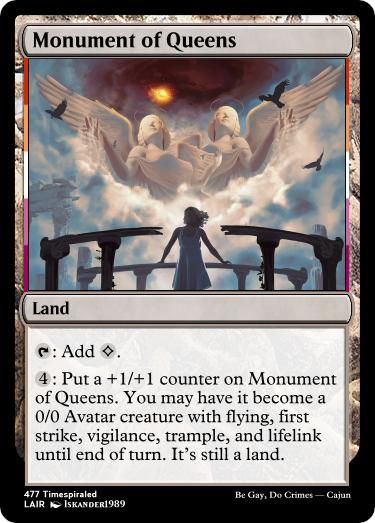 Monument of Queens
Land
: Add .
4: Put a +1/+1 counter on Monument
of Queens. You may have it become a
0/0 Avatar creature with flying, first
strike, vigilance, trample, and lifelink
until end of turn. It's still a land.
477 Timespiraled
LAIR Iskander1989
Be Gay, Do Crimes — Cajun